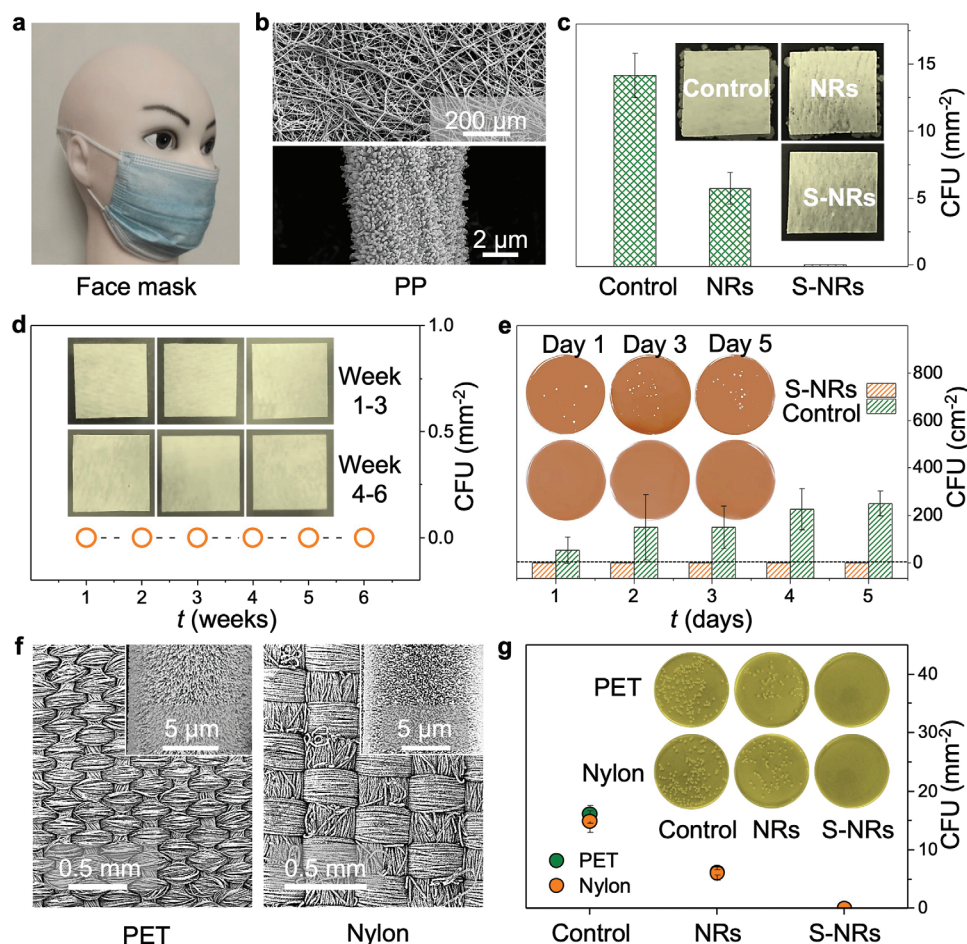 a
Face mask
b
200 µm
2 µm
PP
c
Control
NRs
S-NRs
15
10
5
0
CFU (mm-2)
Control
NRs
S-NRs
d
Week
1-3
Week
4-6
1.0
0.5
0.0
CFU (mm-2)
1
2
3
4
5
6
t (weeks)
e
Day 1
Day 3
Day 5
S-NRs
Control
800
600
400
200
0
CFU (cm-2)
1
2
3
4
5
t (days)
f
5 µm
0.5 mm
PET
5 µm
0.5 mm
Nylon
g
PET
Nylon
Control
NRs
S-NRs
PET
Nylon
40
30
20
10
0
CFU (mm-2)
Control
NRs
S-NRs